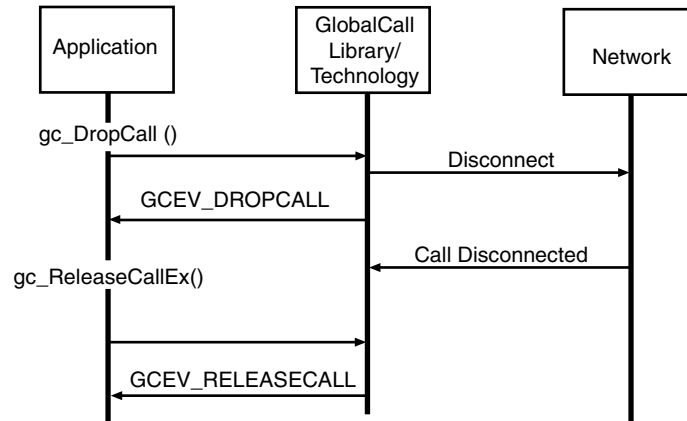 Application
GlobalCall
Library/
Technology
Network
gc_DropCall ()
Disconnect
GCEV_DROPCALL
Call Disconnected
gc_ReleaseCallEx()
GCEV_RELEASECALL